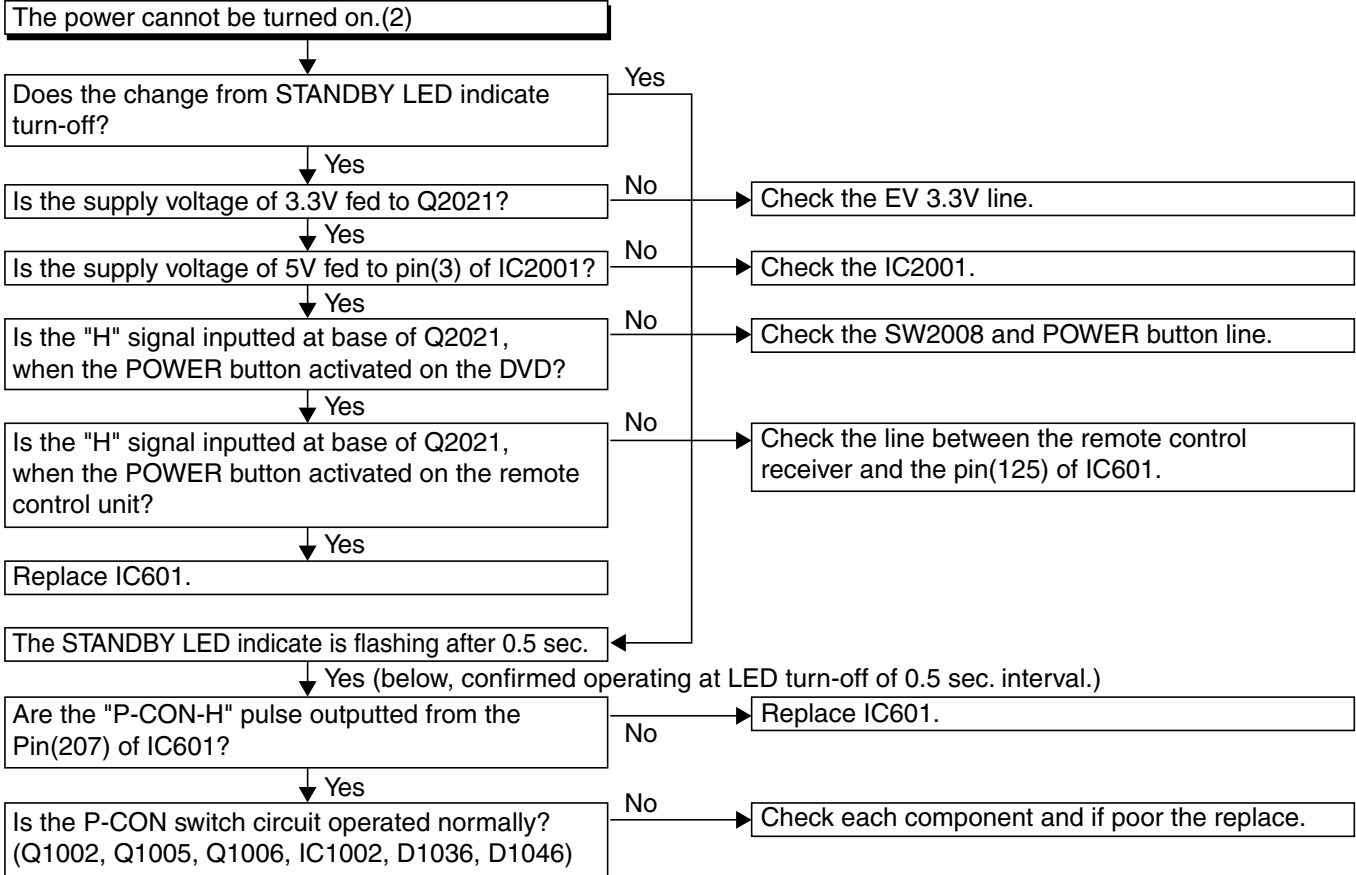 The power cannot be turned on.(2)
Does the change from STANDBY LED indicate
turn-off?
Yes
Yes
Is the supply voltage of 3.3V fed to Q2021?
No
Check the EV 3.3V line.
Yes
Is the supply voltage of 5V fed to pin(3) of IC2001?
No
Check the IC2001.
Yes
Is the "H" signal inputted at base of Q2021,
when the POWER button activated on the DVD?
No
Check the SW2008 and POWER button line.
Yes
Is the "H" signal inputted at base of Q2021,
when the POWER button activated on the remote
control unit?
No
Check the line between the remote control
receiver and the pin(125) of IC601.
Yes
Replace IC601.
The STANDBY LED indicate is flashing after 0.5 sec.
Yes (below, confirmed operating at LED turn-off of 0.5 sec. interval.)
Are the "P-CON-H" pulse outputted from the
Pin(207) of IC601?
No
Replace IC601.
Yes
Is the P-CON switch circuit operated normally?
(Q1002, Q1005, Q1006, IC1002, D1036, D1046)
No
Check each component and if poor the replace.